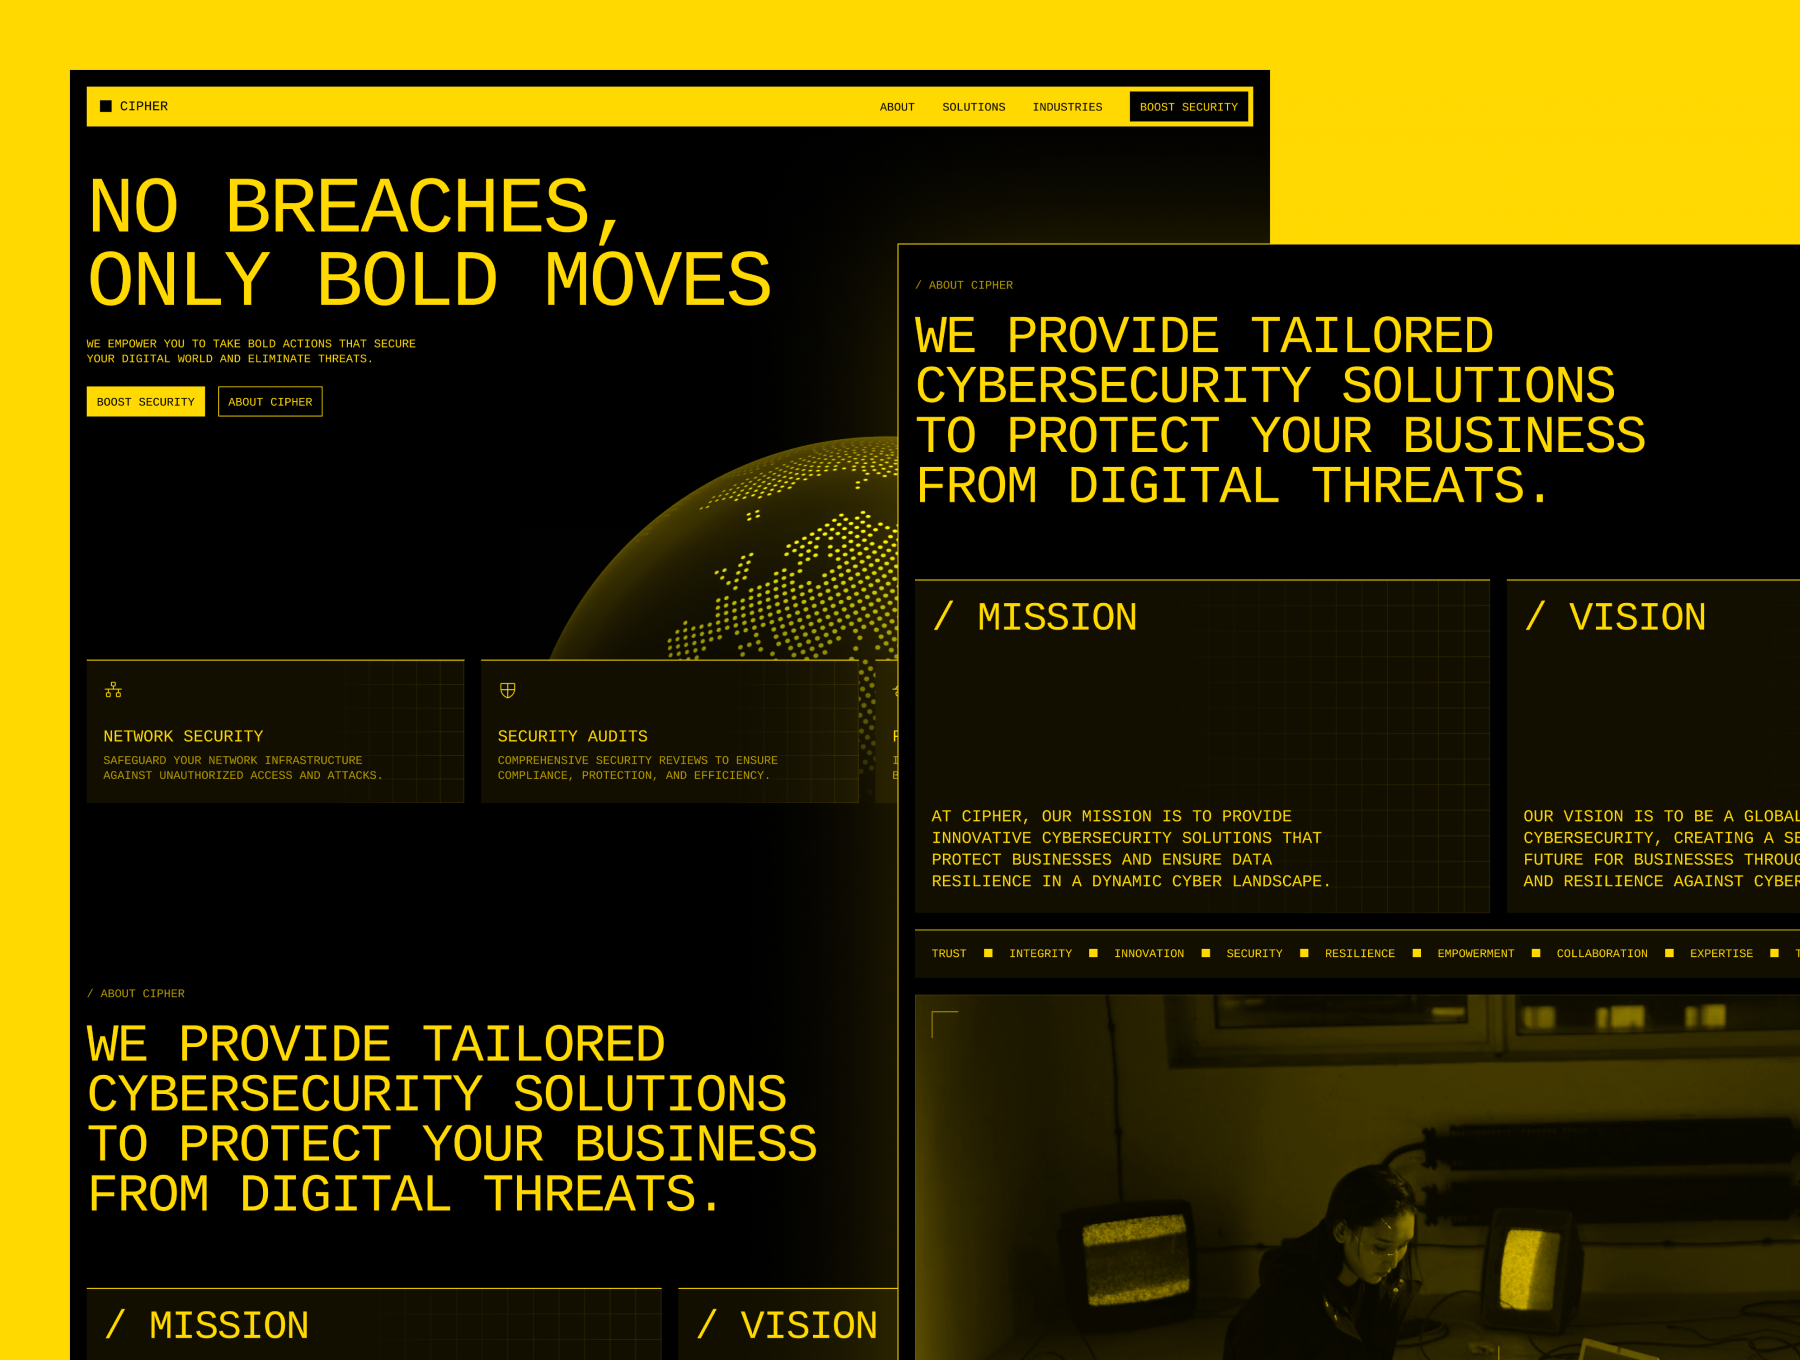 CIPHER
ABOUT SOLUTIONS INDUSTRIES BOOST SECURITY
NO BREACHES,
ONLY BOLD MOVES
WE EMPOWER YOU TO TAKE BOLD ACTIONS THAT SECURE
YOUR DIGITAL WORLD AND ELIMINATE THREATS.
BOOST SECURITY ABOUT CIPHER
NETWORK SECURITY
SAFEGUARD YOUR NETWORK INFRASTRUCTURE
AGAINST UNAUTHORIZED ACCESS AND ATTACKS.
SECURITY AUDITS
COMPREHENSIVE SECURITY REVIEWS TO ENSURE
COMPLIANCE, PROTECTION, AND EFFICIENCY.
/ ABOUT CIPHER
WE PROVIDE TAILORED
CYBERSECURITY SOLUTIONS
TO PROTECT YOUR BUSINESS
FROM DIGITAL THREATS.
/ MISSION
/ VISION
/ ABOUT CIPHER
WE PROVIDE TAILORED
CYBERSECURITY SOLUTIONS
TO PROTECT YOUR BUSINESS
FROM DIGITAL THREATS.
/ MISSION
AT CIPHER, OUR MISSION IS TO PROVIDE
INNOVATIVE CYBERSECURITY SOLUTIONS THAT
PROTECT BUSINESSES AND ENSURE DATA
RESILIENCE IN A DYNAMIC CYBER LANDSCAPE.
/ VISION
OUR VISION IS TO BE A GLOBAL
CYBERSECURITY, CREATING A
FUTURE FOR BUSINESSES
AND RESILIENCE AGAINST CYBER
TRUST INTEGRITY INNOVATION SECURITY RESILIENCE EMPOWERMENT COLLABORATION EXPERTISE